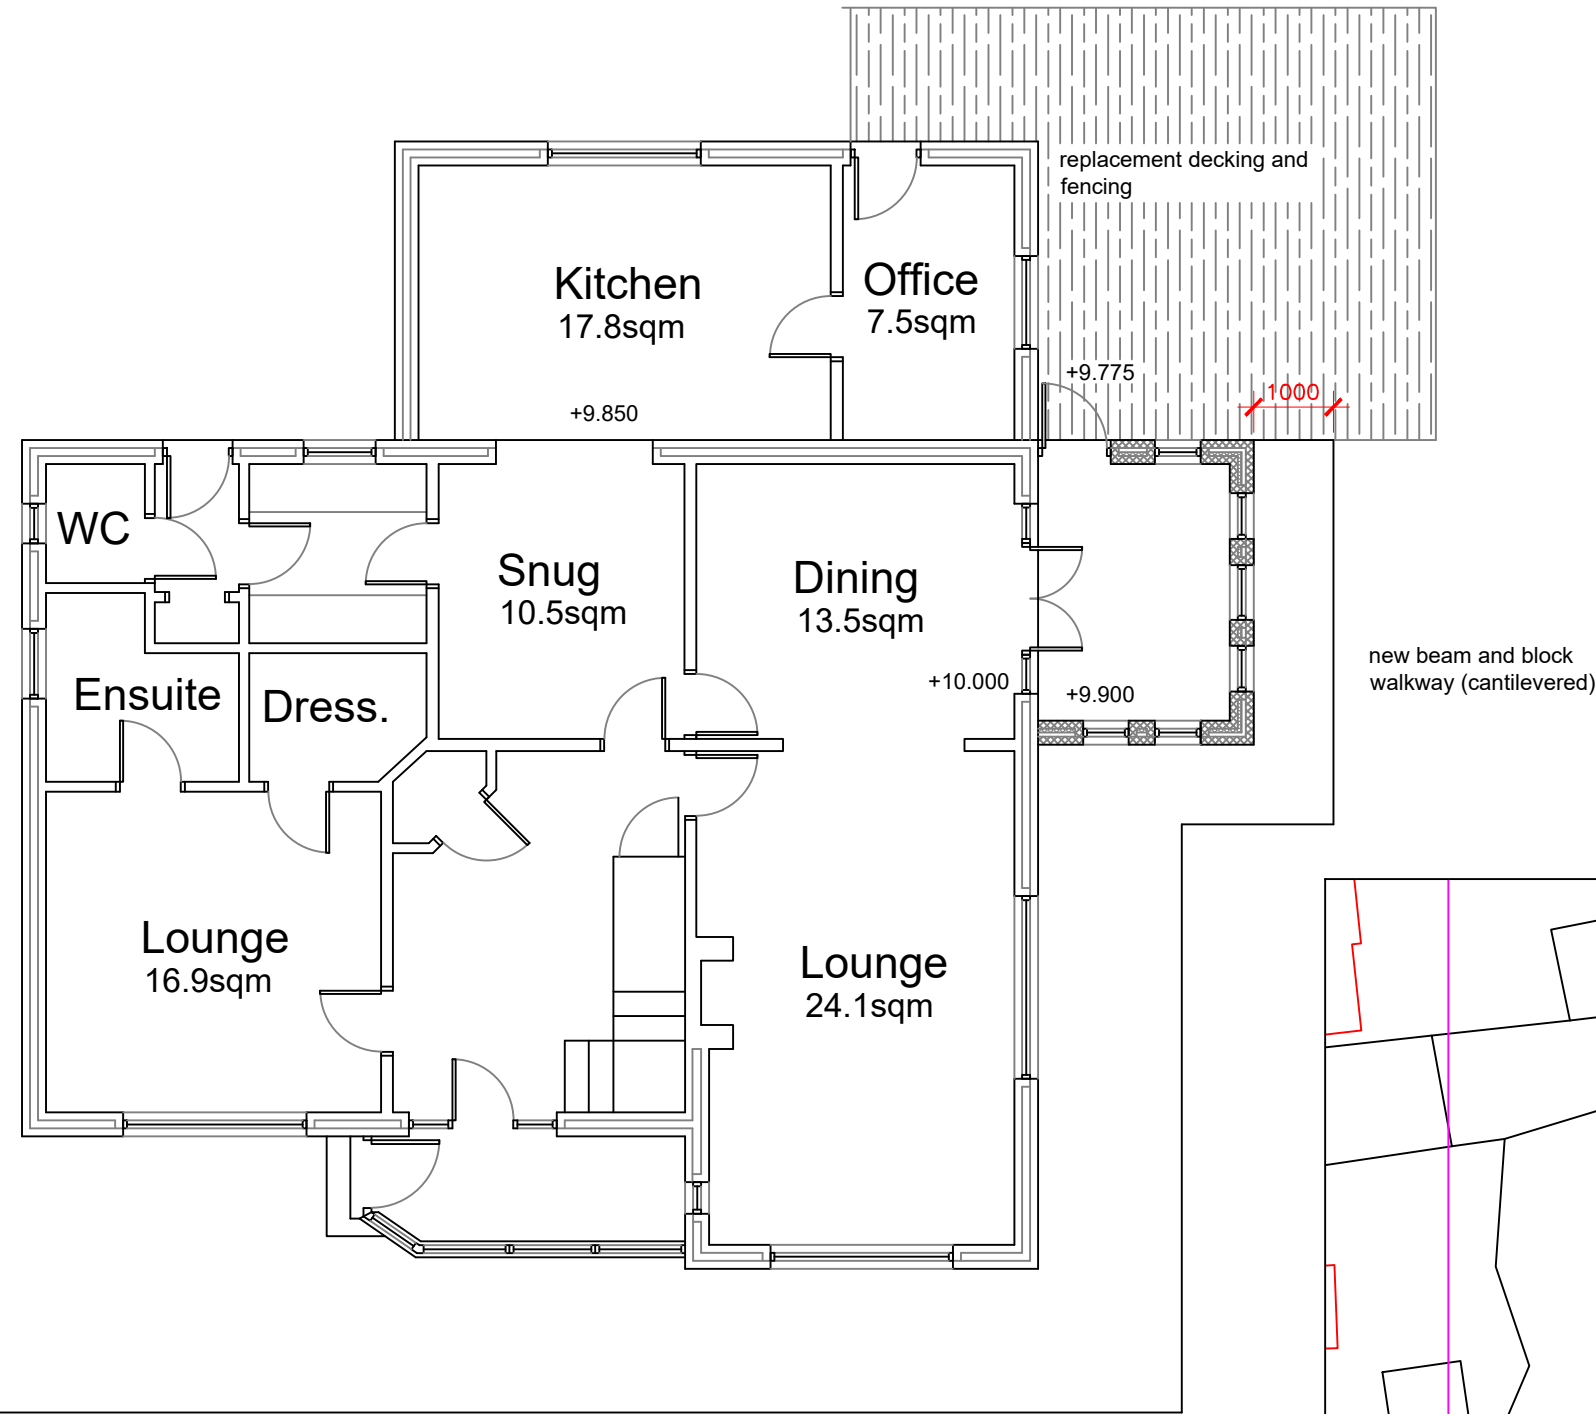 replacement decking and
fencing
Kitchen
17.8sqm
Office
7.5sqm
+9.775
1000
+9.850
WC
Snug
10.5sqm
Dining
13.5sqm
+10.000
+9.900
new beam and block
walkway (cantilevered)
Ensuite
Dress.
Lounge
16.9sqm
Lounge
24.1sqm